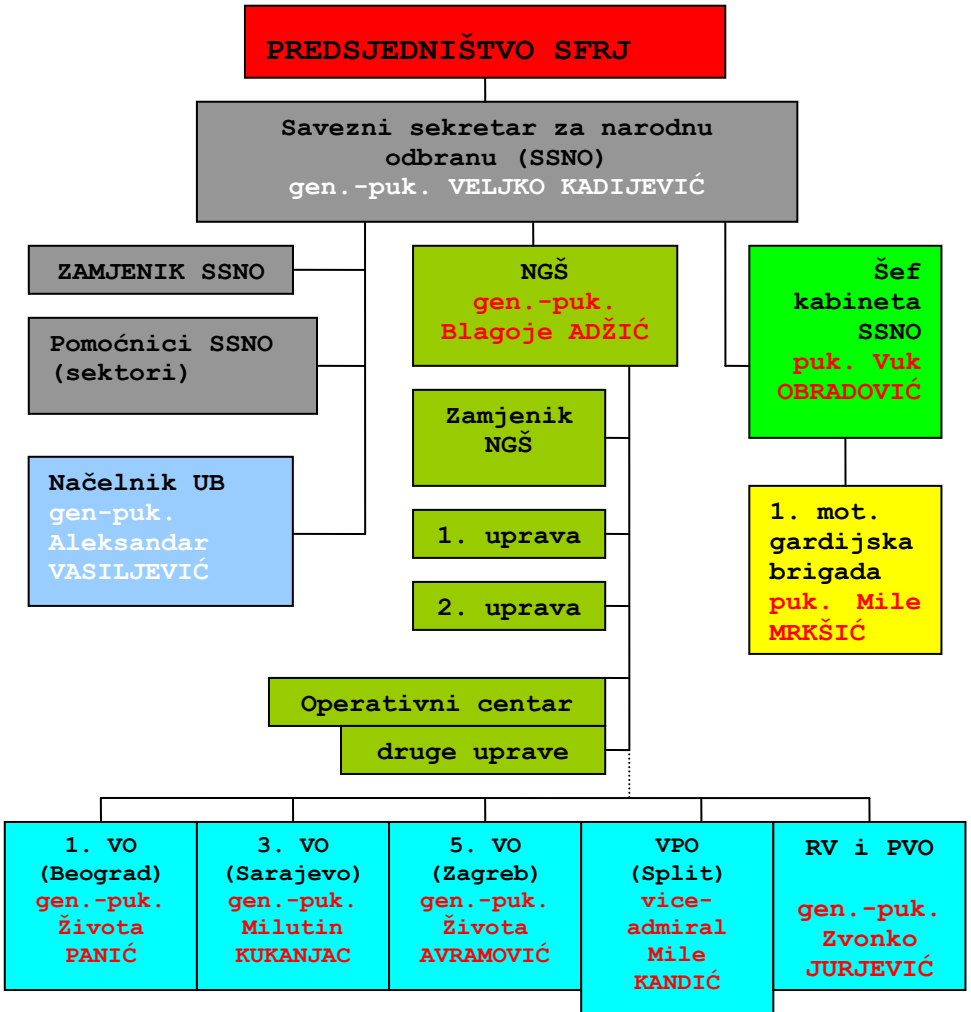 PREDSJEDNIŠTVO SFRJ
Savezni sekretar za narodnu
odbranu (SSNO)
gen.-puk. VELJKO KADIJEVIĆ
ZAMJENIK SSNO
Pomoćnici SSNO
(sektori)
Načelnik UB
gen-puk.
Aleksandar
VASILJEVIĆ
NGŠ
gen.-puk.
Blagoje ADŽIĆ
Zamjenik
NGŠ
1. uprava
2. uprava
Operativni centar
druge uprave
Šef
kabineta
SSNO
puk. Vuk
OBRADOVIĆ
1. mot.
gardijska
brigada
puk. Mile
MRKŠIĆ
1. VO
(Beograd)
gen.-puk.
Života
PANIĆ
3. VO
(Sarajevo)
gen.-puk.
Milutin
KUKANJAC
5. VO
(Zagreb)
gen.-puk.
Života
AVRAMOVIĆ
VPO
(Split)
vice-
admiral
Mile
KANDIĆ
RV i PVO
gen.-puk.
Zvonko
JURJEVIĆ